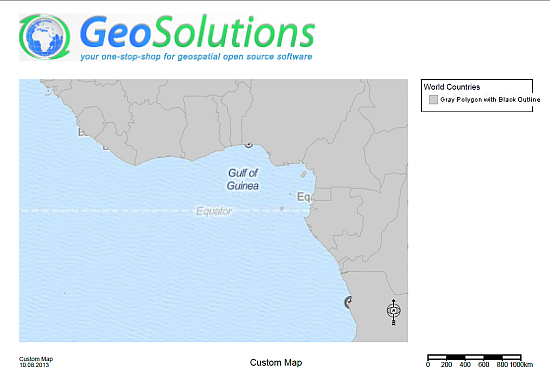 GeoSolutions
your one-stop-shop for geospatial open source software
World Countries
Gray Polygon with Black Outline
Gulf of
Guinea
Eq.
Equator
Custom Map
10.08.2013
Custom Map
0 200 400 600 800 1000km